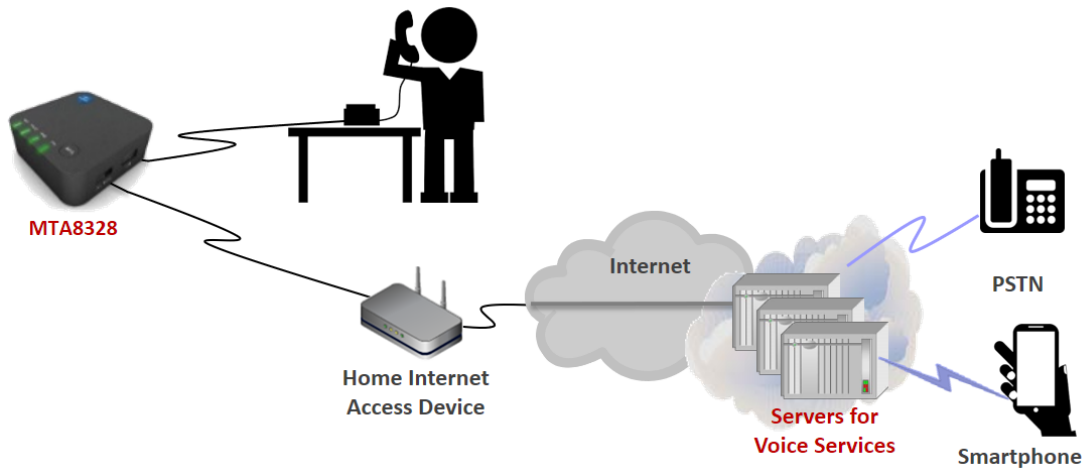 MTA8328
Internet
PSTN
Home Internet
Access Device
Servers for
Voice Services
Smartphone